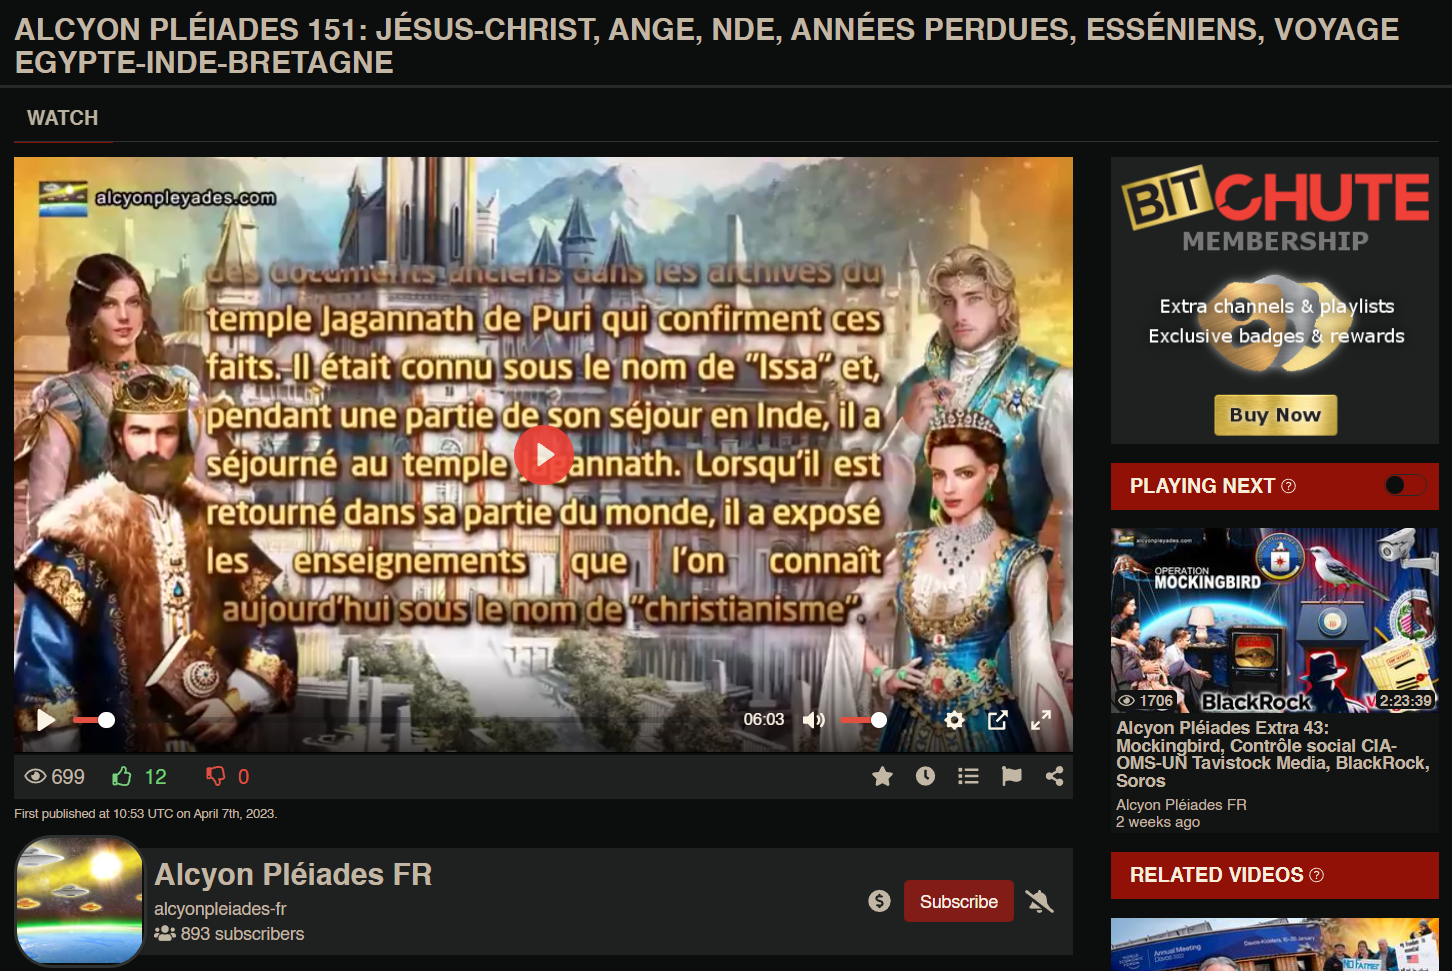 ALCYON PLÉIADES 151: JÉSUS-CHRIST, ANGE, NDE, ANNÉES PERDUES, ESSÉNIENS, VOYAGE
EGYPTE-INDE-BRETAGNE
WATCH
alcyonpleyades.com
des documents anciens dans les archives du
temple Jagannath de Puri qui confirment ces
faits. Il était connu sous le nom de "Issa" et,
pendant une partie de son séjour en Inde, il a
séjourné au temple annath. Lorsqu'il est
retourné dans sa partie du monde, il a exposé
les enseignements que l'on connaît
aujourd'hui sous le nom de "christianisme".
06:03
699 12 0
First published at 10:53 UTC on April 7th, 2023.
Alcyon Pléiades FR
alcyonpleiades-fr
893 subscribers
Subscribe
BITCHUTE
MEMBERSHIP
Extra channels & playlists
Exclusive badges & rewards
Buy Now
PLAYING NEXT
alcyonpleyades.com
OPERATION
MOCKINGBIRD
BlackRock
1706
2:23:39
Alcyon Pléiades Extra 43:
Mockingbird, Contrôle social CIA-
OMS-UN Tavistock Media, BlackRock,
Soros
Alcyon Pléiades FR
2 weeks ago
RELATED VIDEOS
Annual Meeting